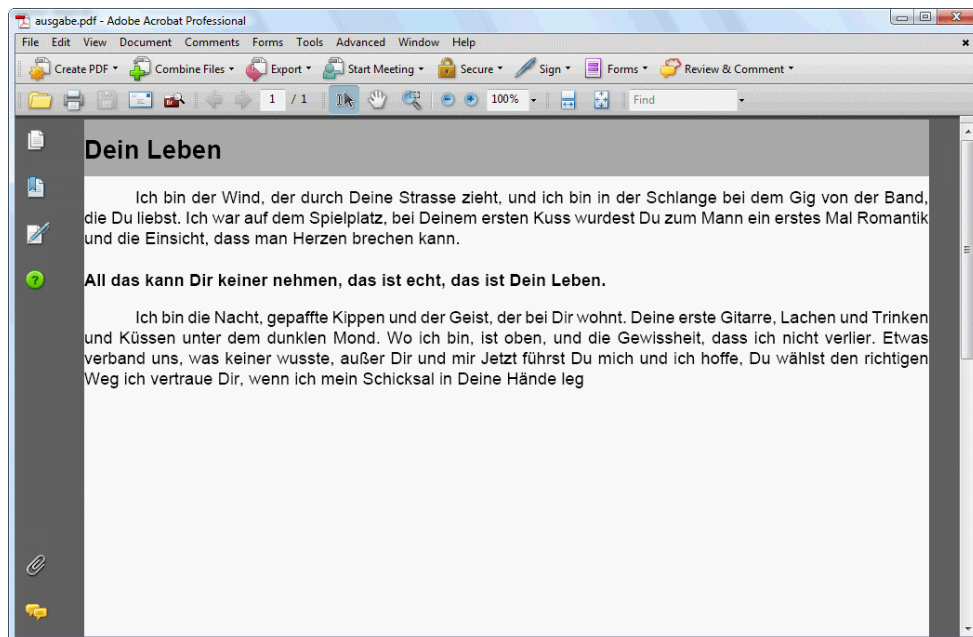 ausgabe.pdf - Adobe Acrobat Professional
File Edit View Document Comments Forms Tools Advanced Window Help
Create PDF Combine Files Export Start Meeting Secure Sign Forms Review & Comment
1 / 1 100% Find
Dein Leben
Ich bin der Wind, der durch Deine Strasse zieht, und ich bin in der Schlange bei dem Gig von der Band,
die Du liebst. Ich war auf dem Spielplatz, bei Deinem ersten Kuss wurdest Du zum Mann ein erstes Mal Romantik
und die Einsicht, dass man Herzen brechen kann.
All das kann Dir keiner nehmen, das ist echt, das ist Dein Leben.
Ich bin die Nacht, gepaffte Kippen und der Geist, der bei Dir wohnt. Deine erste Gitarre, Lachen und Trinken
und Küssen unter dem dunklen Mond. Wo ich bin, ist oben, und die Gewissheit, dass ich nicht verlier. Etwas
verband uns, was keiner wusste, außer Dir und mir Jetzt führst Du mich und ich hoffe, Du wählst den richtigen
Weg ich vertraue Dir, wenn ich mein Schicksal in Deine Hände leg